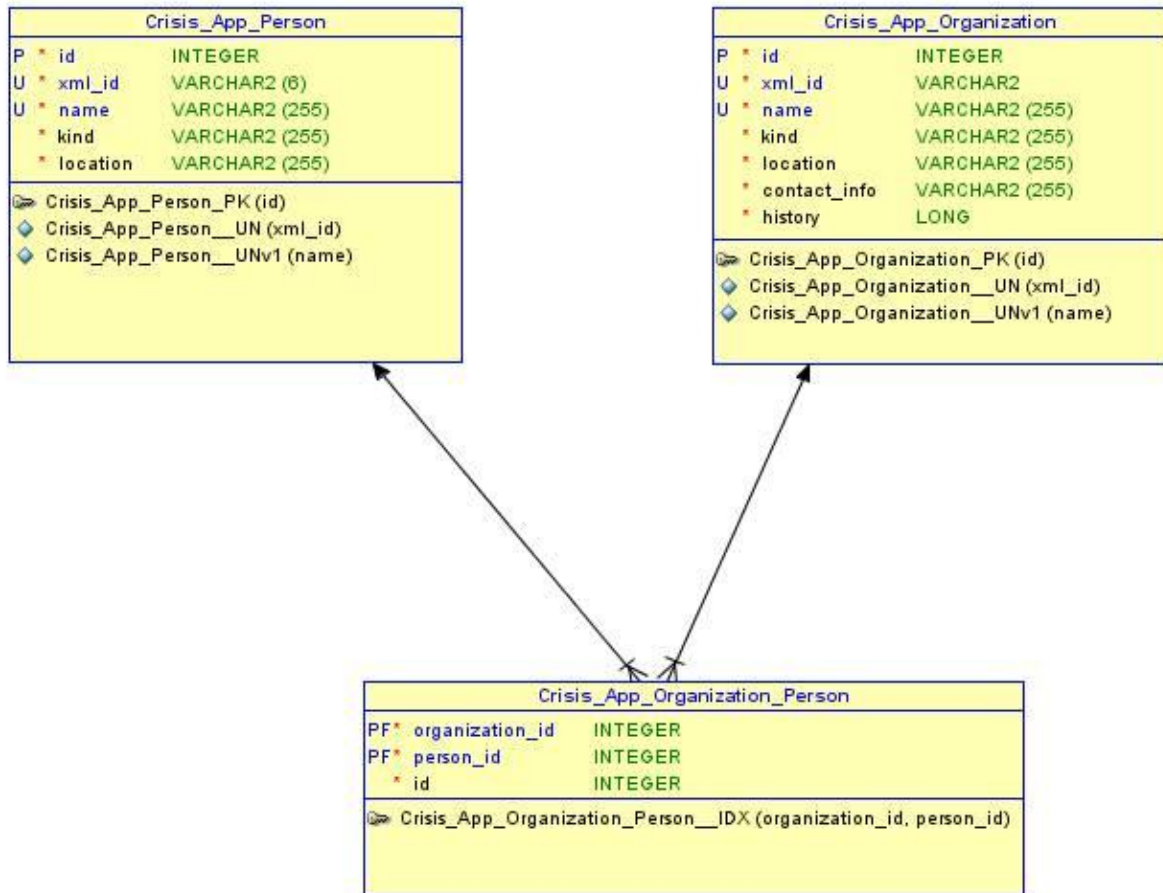 Crisis_App_Person
P * id INTEGER
U * xml_id VARCHAR2 (6)
U * name VARCHAR2 (255)
* kind VARCHAR2 (255)
* location VARCHAR2 (255)
Crisis_App_Person_PK (id)
Crisis_App_Person__UN (xml_id)
Crisis_App_Person__UNv1 (name)
Crisis_App_Organization
P * id INTEGER
U * xml_id VARCHAR2
U * name VARCHAR2 (255)
* kind VARCHAR2 (255)
* location VARCHAR2 (255)
* contact_info VARCHAR2 (255)
* history LONG
Crisis_App_Organization_PK (id)
Crisis_App_Organization__UN (xml_id)
Crisis_App_Organization__UNv1 (name)
Crisis_App_Organization_Person
PF* organization_id INTEGER
PF* person_id INTEGER
* id INTEGER
Crisis_App_Organization_Person__IDX (organization_id, person_id)